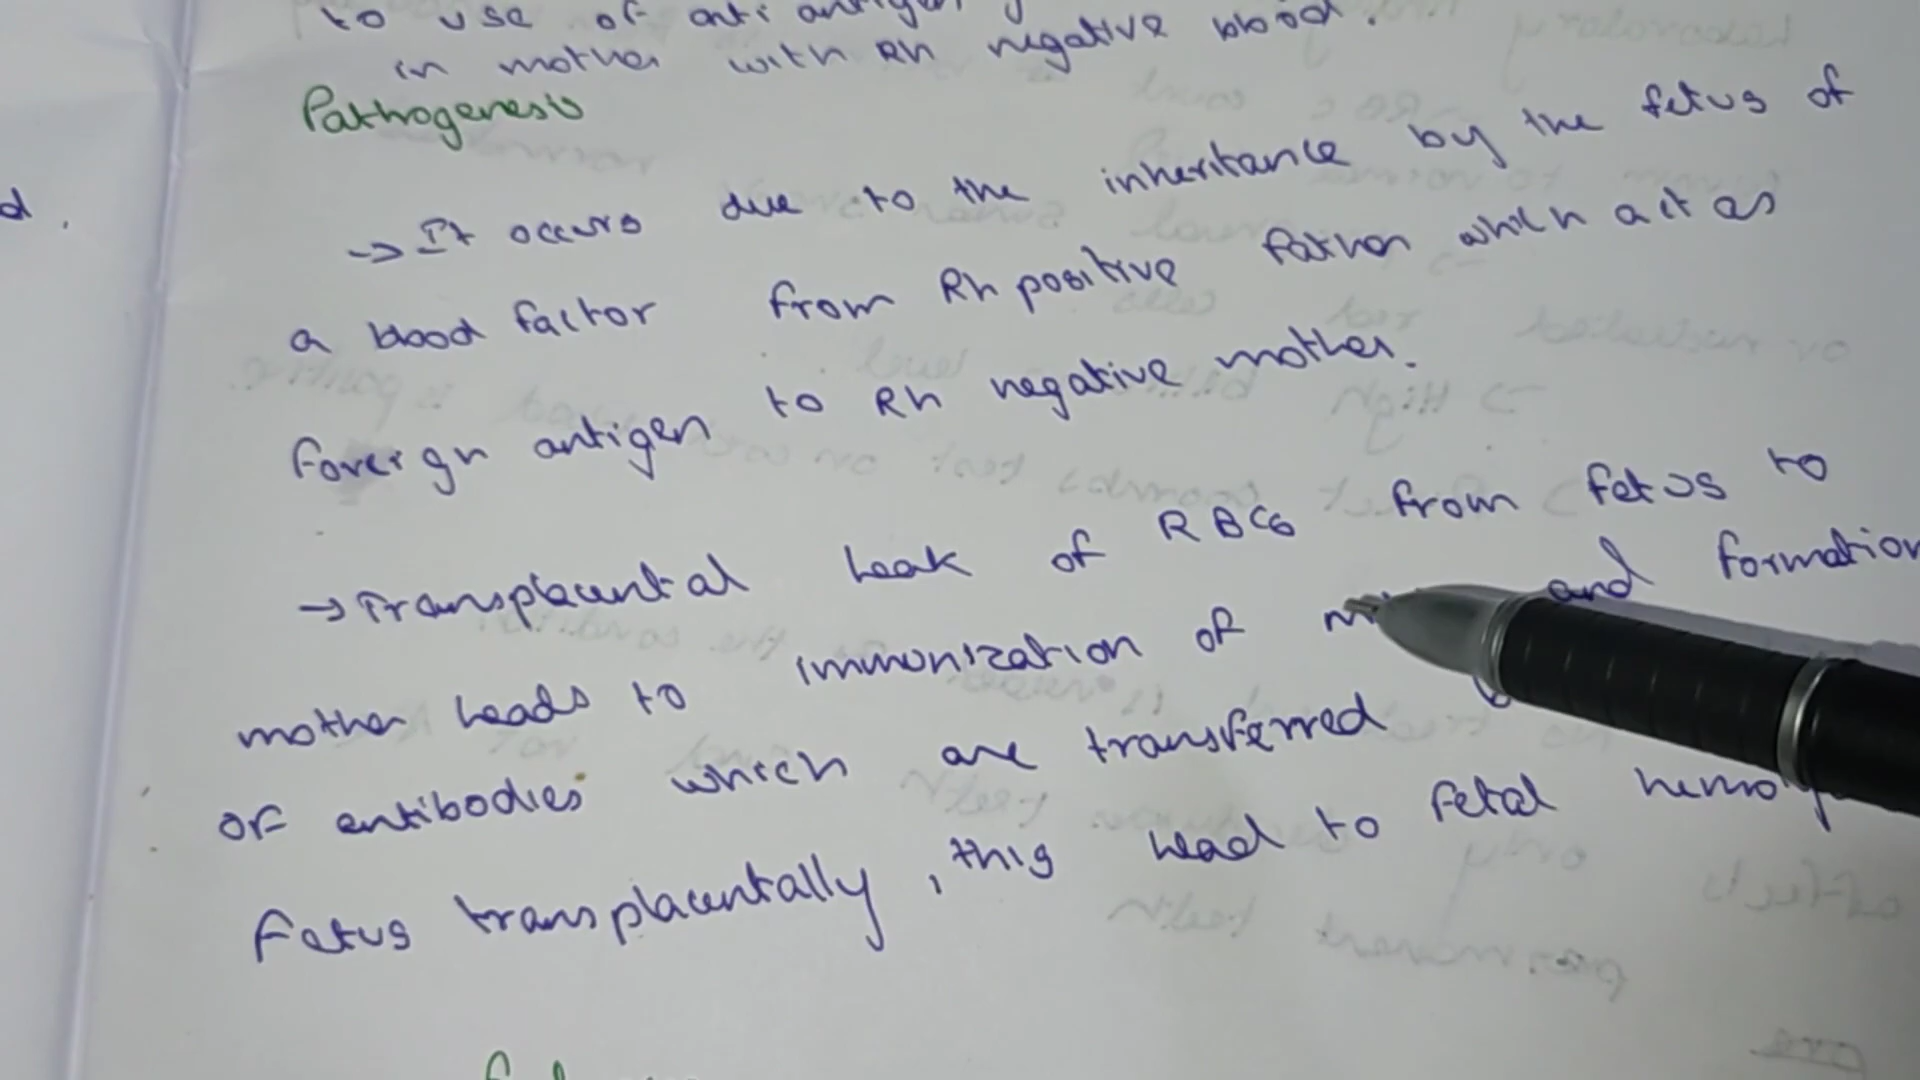 to use of anti
in mother with Rh negative blood.
Pathogenesis
d.
→ It occurs due to the inheritance by the fetus of
a blood factor from Rh positive father which act as
foreign antigen to Rh negative mother.
→ Transplacental leak of RBCs from fetus to
mother leads to immunization of and formation
of antibodies which are transferred
fetus transplacentally, this lead to fetal